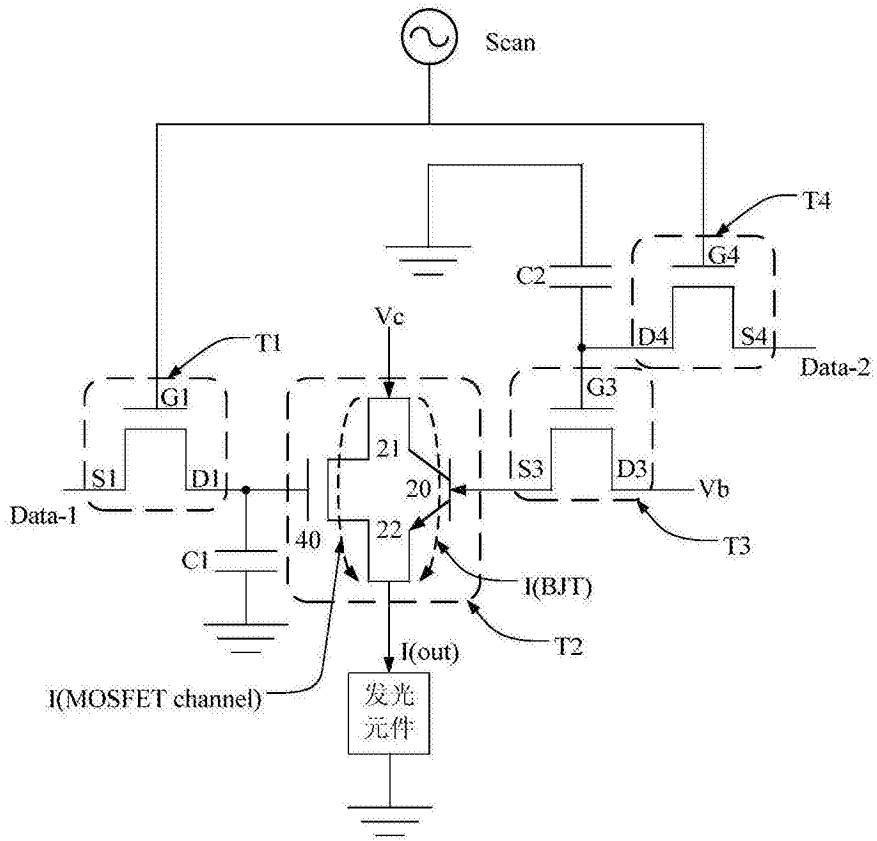 Scan
T4
G4
C2
Vc
D4
S4
T1
Data-2
G1
G3
21
S1
D1
20
S3
D3
Vb
Data-1
22
40
T3
C1
I(BJT)
T2
I(out)
I(MOSFET channel)
发光
元件